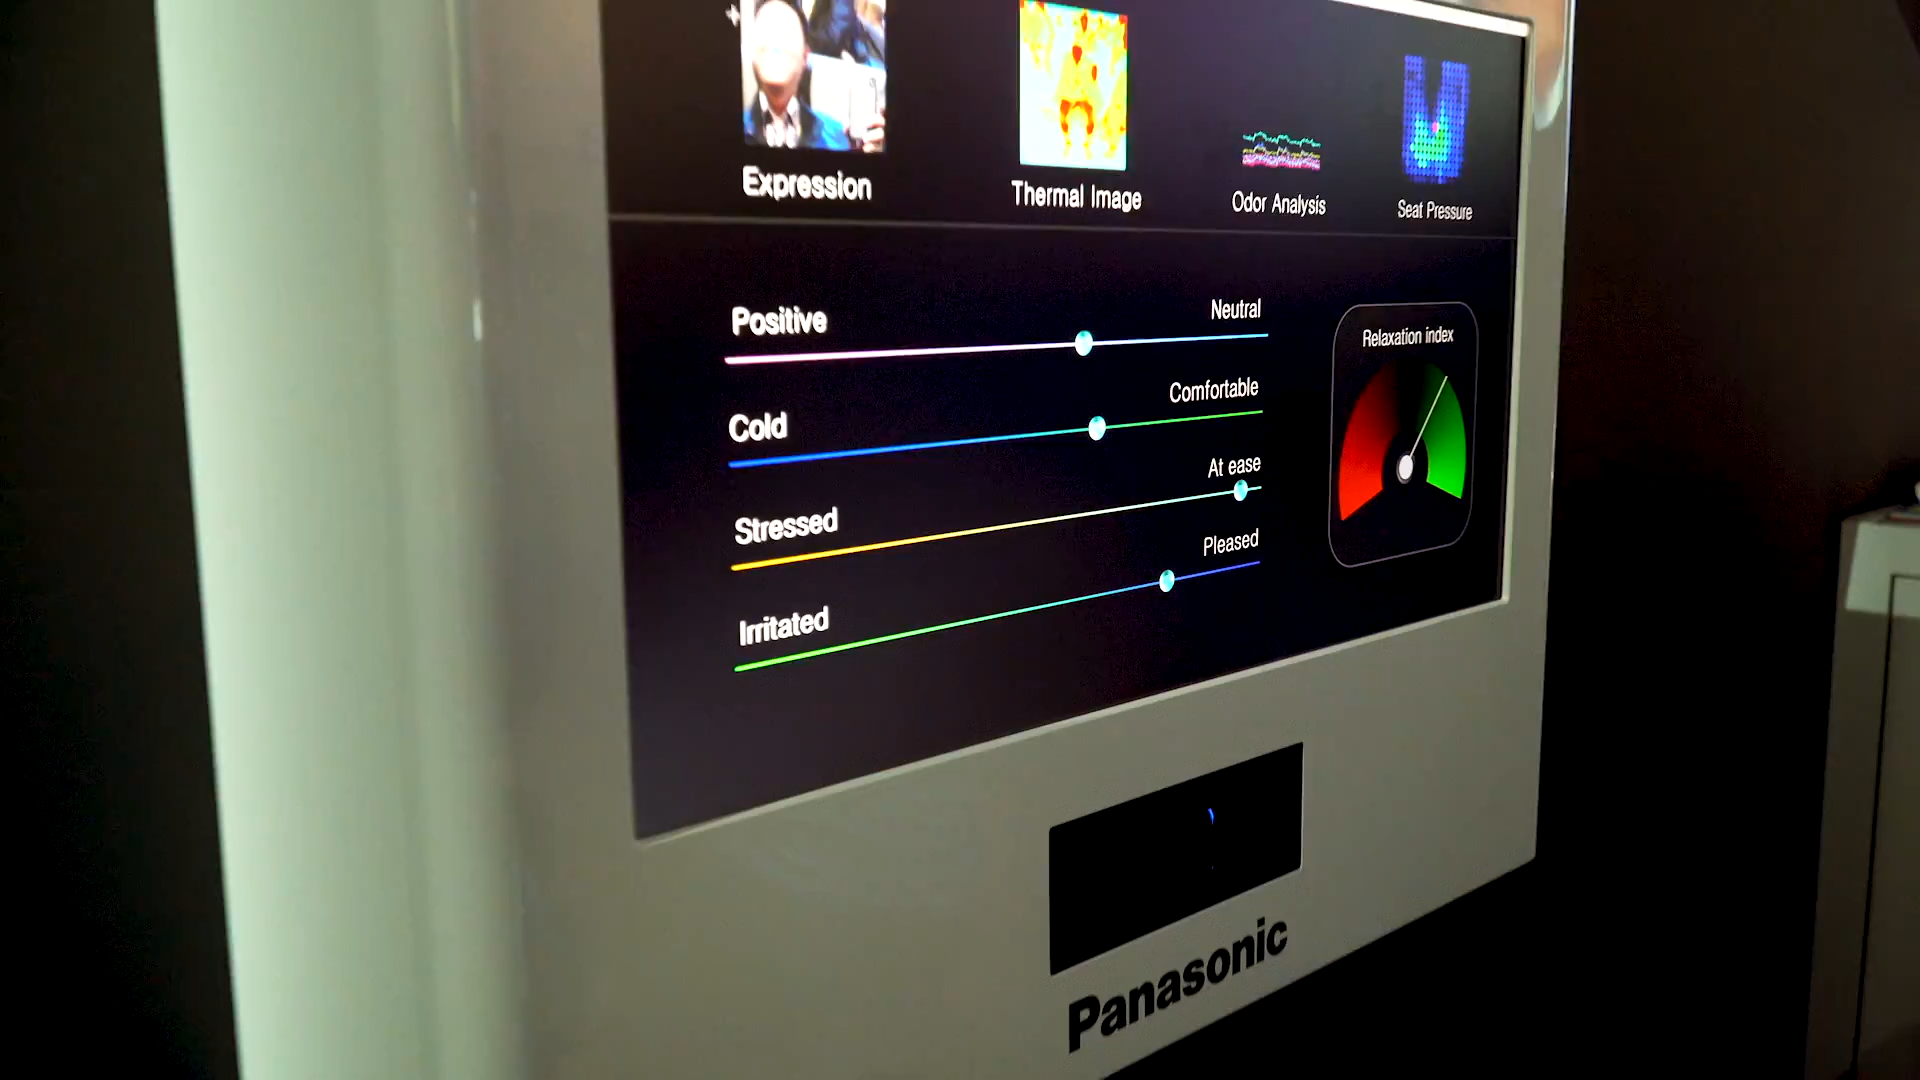 Expression
Thermal Image
Odor Analysis
Seat Pressure
Positive
Neutral
Cold
Comfortable
Stressed
At ease
Irritated
Pleased
Relaxation index
Panasonic